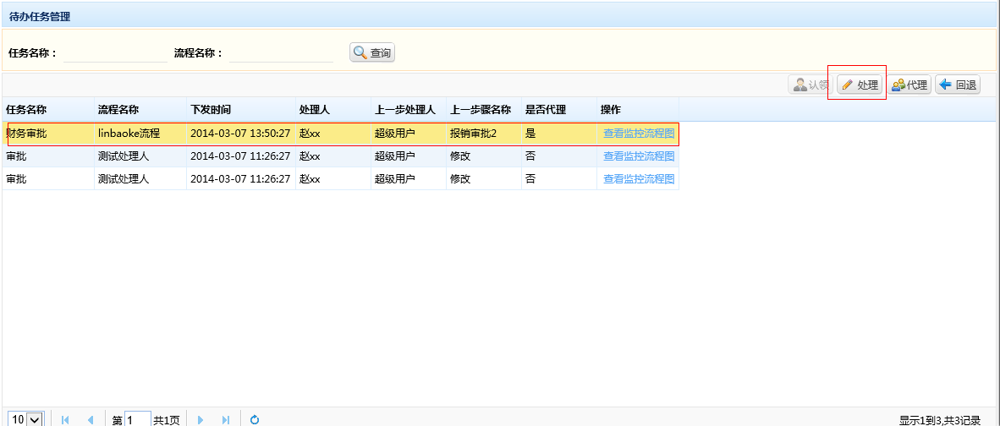 待办任务管理
任务名称： 流程名称： 查询
认领 处理 代理 回退
任务名称 流程名称 下发时间 处理人 上一步处理人 上一步骤名称 是否代理 操作
财务审批 linbaoke流程 2014-03-07 13:50:27 赵xx 超级用户 报销审批2 是 查看监控流程图
审批 测试处理人 2014-03-07 11:26:27 赵xx 超级用户 修改 否 查看监控流程图
审批 测试处理人 2014-03-07 11:26:27 赵xx 超级用户 修改 否 查看监控流程图
10 第 1 共1页 显示1到3,共3记录